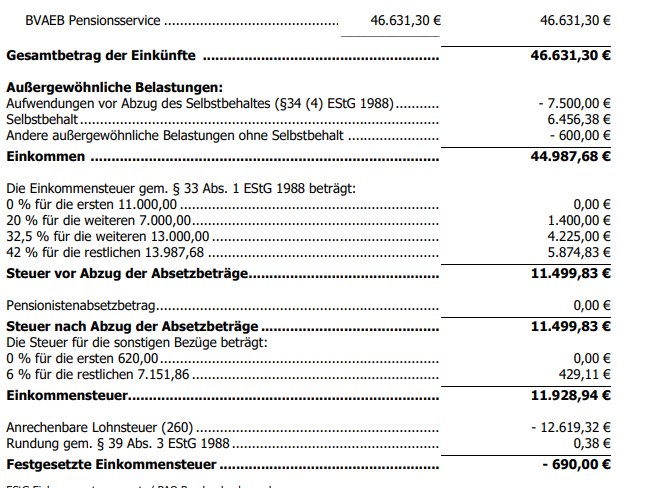 BVAEB Pensionsservice ........................................ 46.631,30 € 46.631,30 €
Gesamtbetrag der Einkünfte ...................................................... 46.631,30 €
Außergewöhnliche Belastungen:
Aufwendungen vor Abzug des Selbstbehaltes (§34 (4) EStG 1988)........... - 7.500,00 €
Selbstbehalt.................................................................................... 6.456,38 €
Andere außergewöhnliche Belastungen ohne Selbstbehalt ...................... - 600,00 €
Einkommen ................................................................................ 44.987,68 €
Die Einkommensteuer gem. § 33 Abs. 1 EStG 1988 beträgt:
0 % für die ersten 11.000,00............................................................. 0,00 €
20 % für die weiteren 7.000,00.......................................................... 1.400,00 €
32,5 % für die weiteren 13.000,00...................................................... 4.225,00 €
42 % für die restlichen 13.987,68 ...................................................... 5.874,83 €
Steuer vor Abzug der Absetzbeträge............................................ 11.499,83 €
Pensionistenabsetzbetrag.................................................................. 0,00 €
Steuer nach Abzug der Absetzbeträge ......................................... 11.499,83 €
Die Steuer für die sonstigen Bezüge beträgt:
0 % für die ersten 620,00.................................................................. 0,00 €
6 % für die restlichen 7.151,86.......................................................... 429,11 €
Einkommensteuer....................................................................... 11.928,94 €
Anrechenbare Lohnsteuer (260) ......................................................... - 12.619,32 €
Rundung gem. § 39 Abs. 3 EStG 1988 ................................................. 0,38 €
Festgesetzte Einkommensteuer ................................................... - 690,00 €